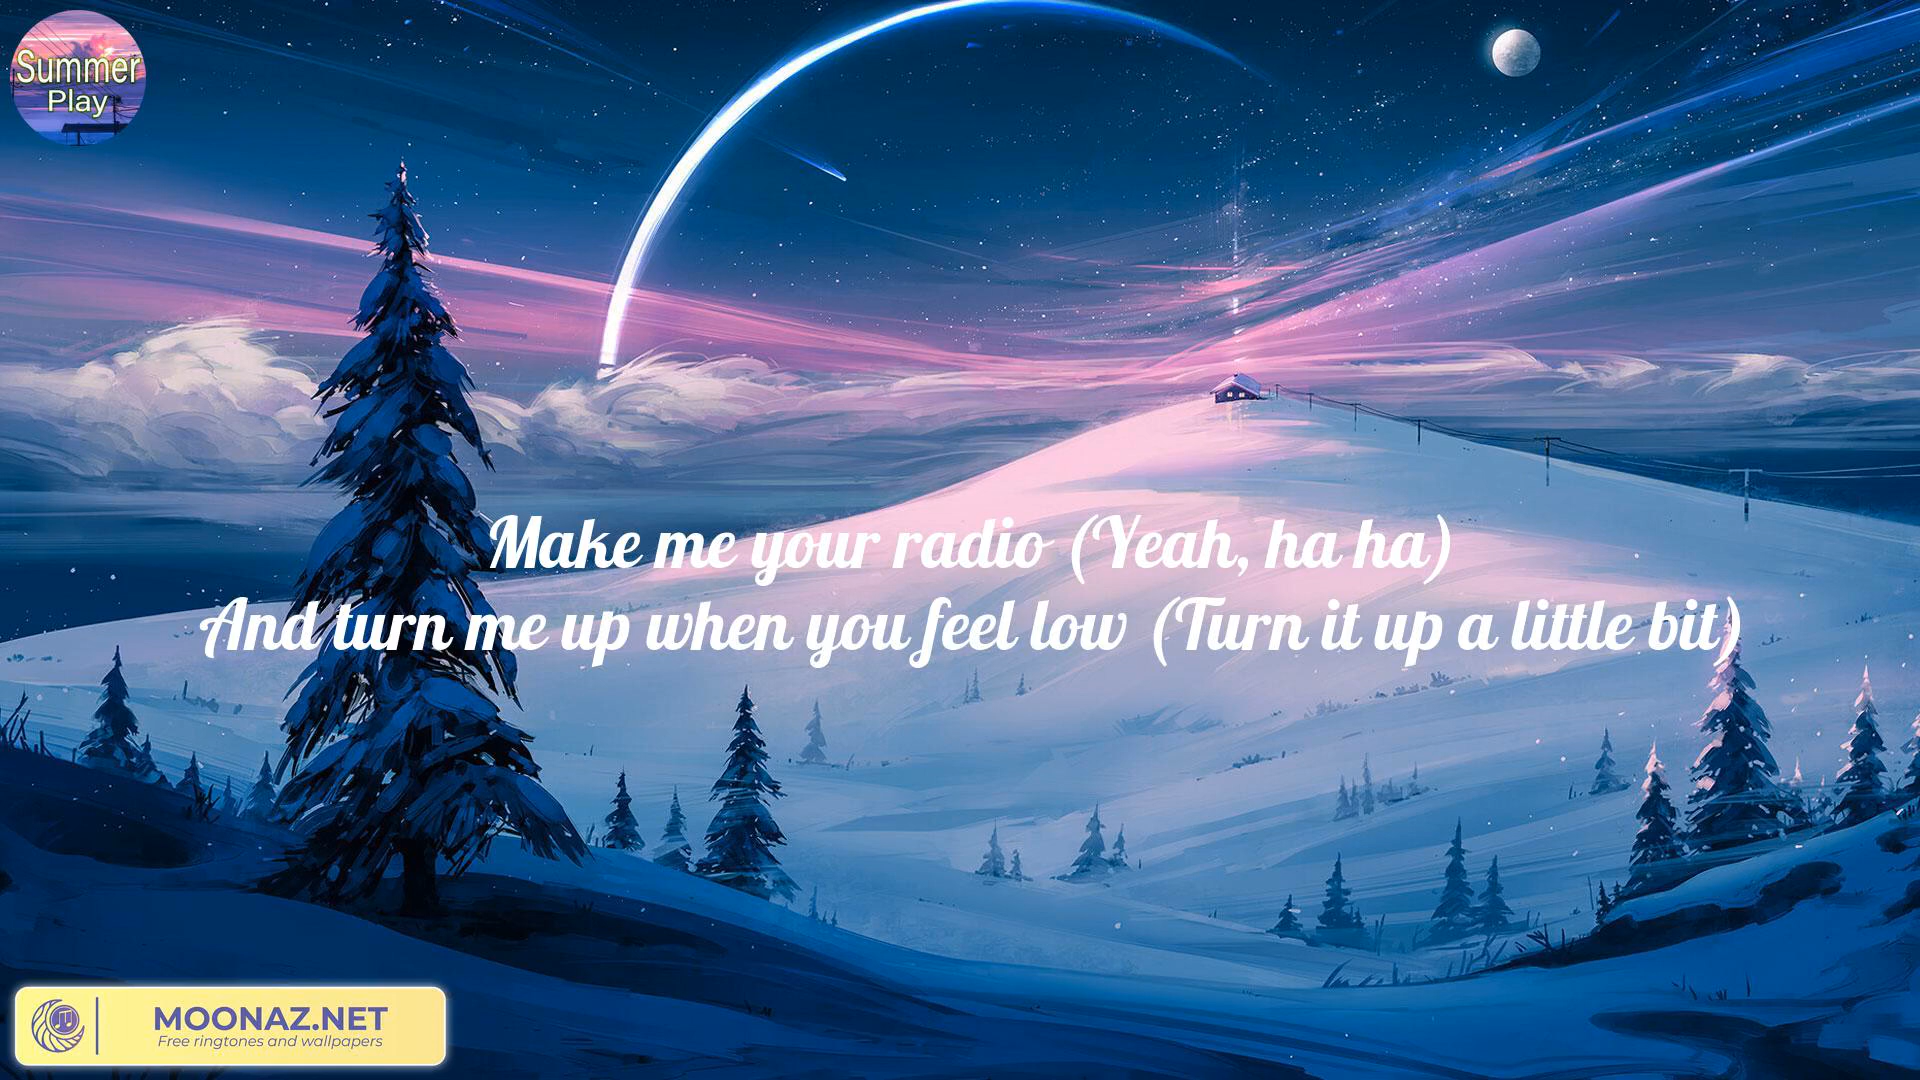 Summer
Play
Make me your radio (Yeah, ha ha)
And turn me up when you feel low (Turn it up a little bit)
MOONAZ.NET
Free ringtones and wallpapers